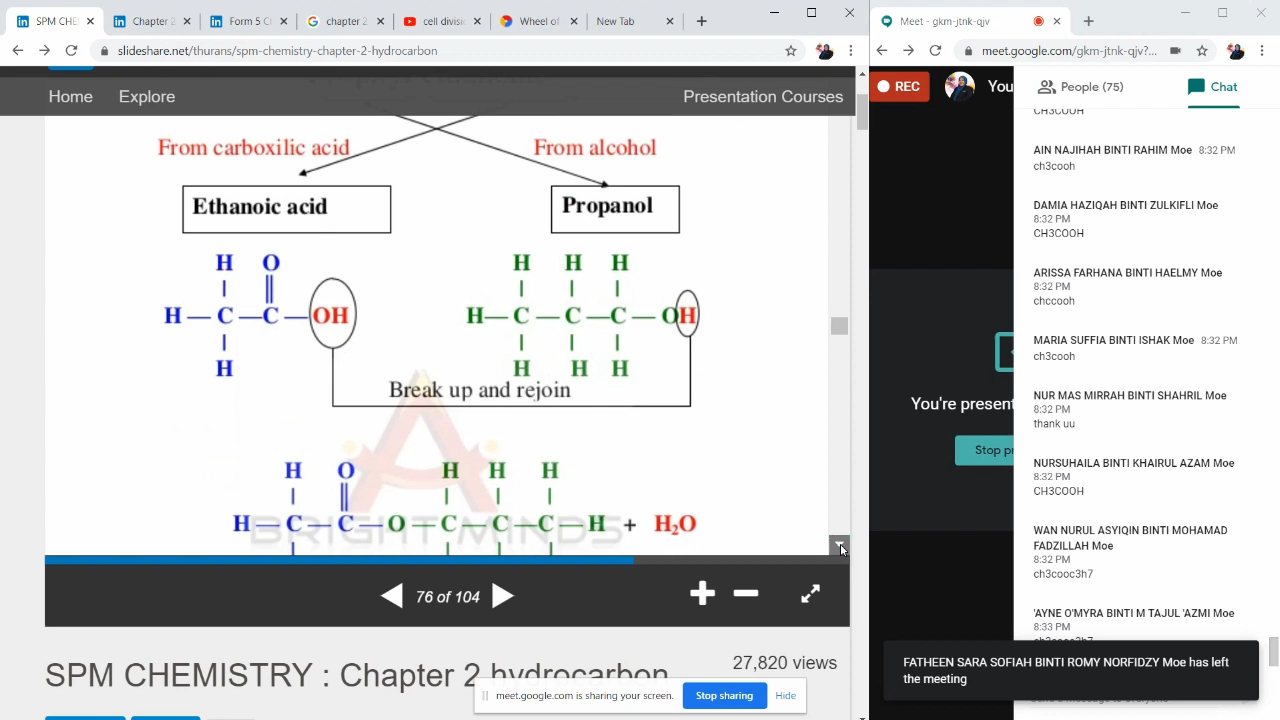 SPM CHE
Chapter 2
Form 5 C
chapter 2
cell divisi
Wheel of
New Tab
slideshare.net/thurans/spm-chemistry-chapter-2-hydrocarbon
Home Explore Presentation Courses
From carboxilic acid From alcohol
Ethanoic acid Propanol
H O H H H
H — C — C — OH H — C — C — C — OH
H H H H
Break up and rejoin
H O H H H
H — C — C — O — C — C — C — H + H₂O
BRIGHT MINDS
76 of 104
SPM CHEMISTRY : Chapter 2 hydrocarbon
27,820 views
meet.google.com is sharing your screen. Stop sharing Hide
Meet - gkm-jtnk-qjv
meet.google.com/gkm-jtnk-qjv?...
REC
You
You're present
Stop pr
People (75) Chat
CH3COOH
AIN NAJIHAH BINTI RAHIM Moe 8:32 PM
ch3cooh
DAMIA HAZIQAH BINTI ZULKIFLI Moe
8:32 PM
CH3COOH
ARISSA FARHANA BINTI HAELMY Moe
8:32 PM
chccooh
MARIA SUFFIA BINTI ISHAK Moe 8:32 PM
ch3cooh
NUR MAS MIRRAH BINTI SHAHRIL Moe
8:32 PM
thank uu
NURSUHAILA BINTI KHAIRUL AZAM Moe
8:32 PM
CH3COOH
WAN NURUL ASYIQIN BINTI MOHAMAD
FADZILLAH Moe
8:32 PM
ch3cooc3h7
'AYNE O'MYRA BINTI M TAJUL 'AZMI Moe
8:33 PM
ch3cooc3h7
FATHEEN SARA SOFIAH BINTI ROMY NORFIDZY Moe has left
the meeting